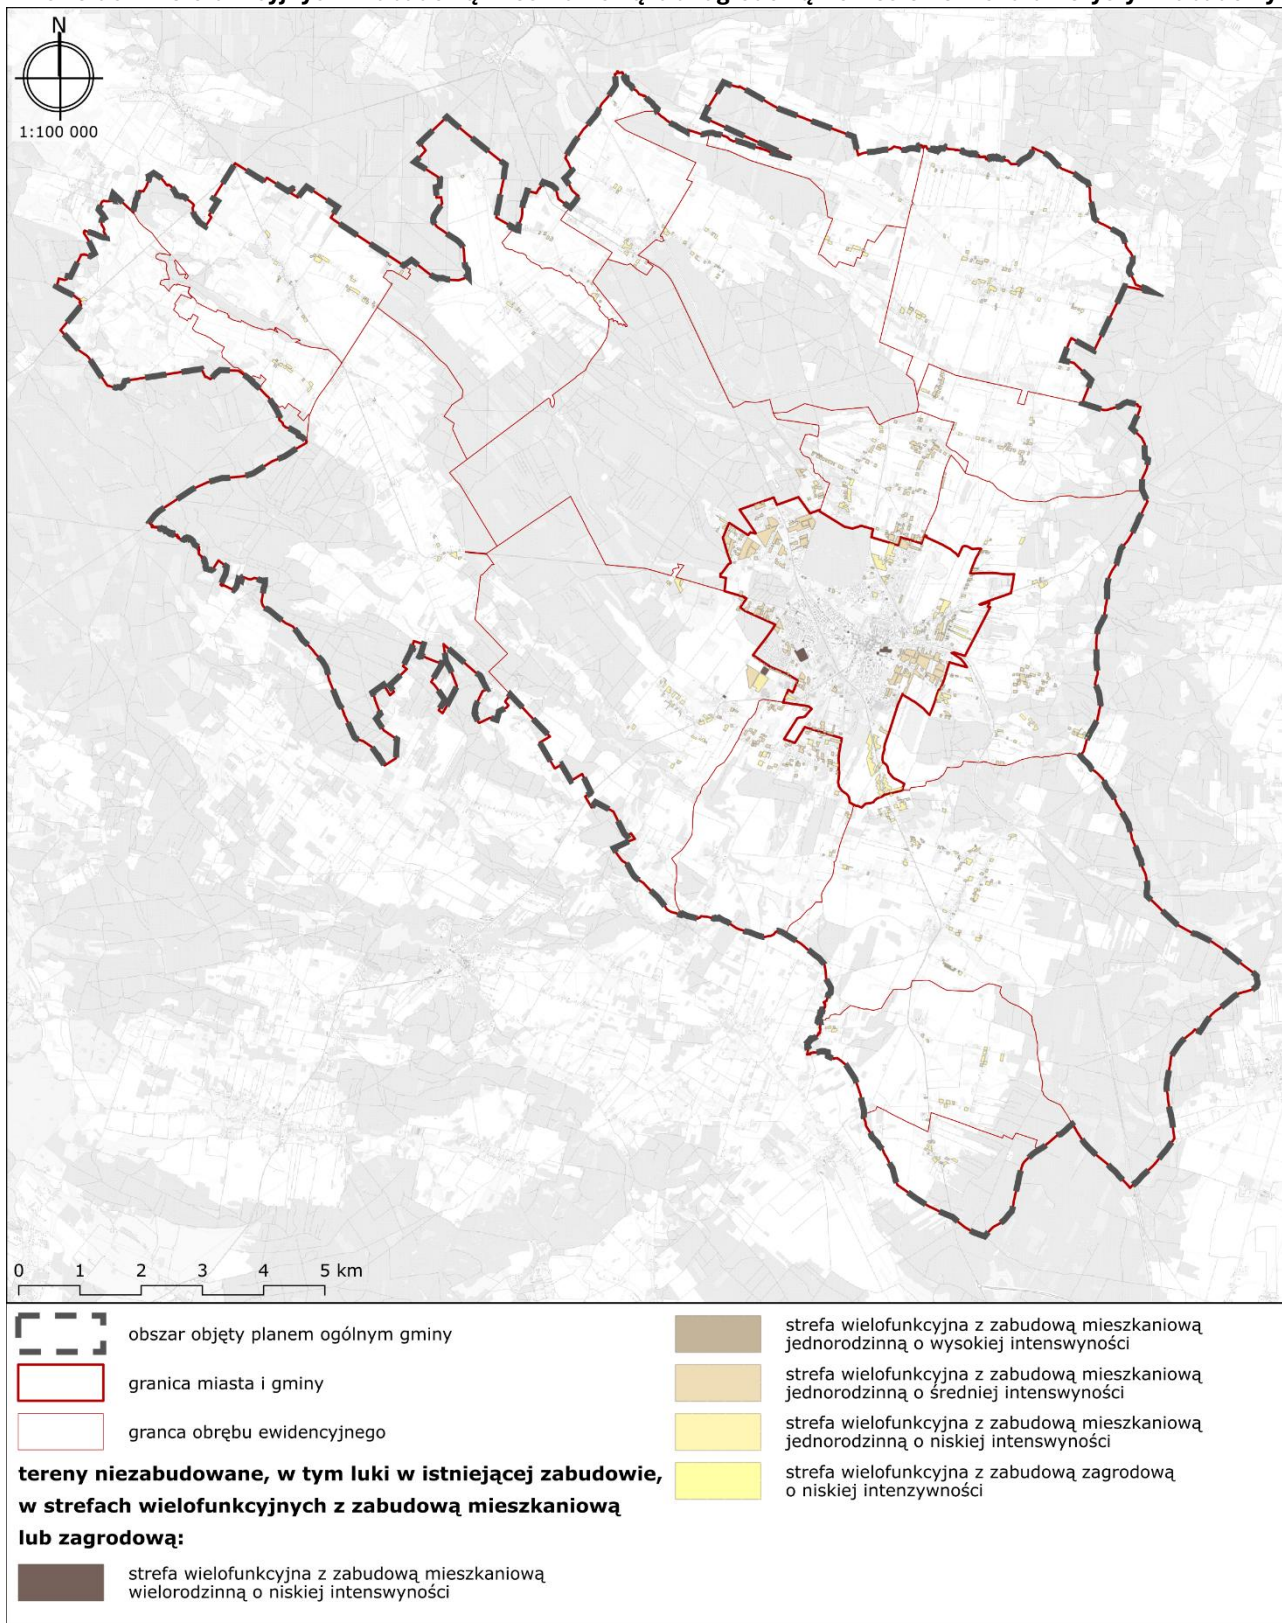 N
1:100 000
0 1 2 3 4 5 km
obszar objęty planem ogólnym gminy
granica miasta i gminy
granca obrębu ewidencyjnego
tereny niezabudowane, w tym luki w istniejącej zabudowie,
w strefach wielofunkcyjnych z zabudową mieszkaniową
lub zagrodową:
strefa wielofunkcyjna z zabudową mieszkaniową
wielorodzinną o niskiej intenswyności
strefa wielofunkcyjna z zabudową mieszkaniową
jednorodzinną o wysokiej intenswyności
strefa wielofunkcyjna z zabudową mieszkaniową
jednorodzinną o średniej intenswyności
strefa wielofunkcyjna z zabudową mieszkaniową
jednorodzinną o niskiej intenswyności
strefa wielofunkcyjna z zabudową zagrodową
o niskiej intenzywności